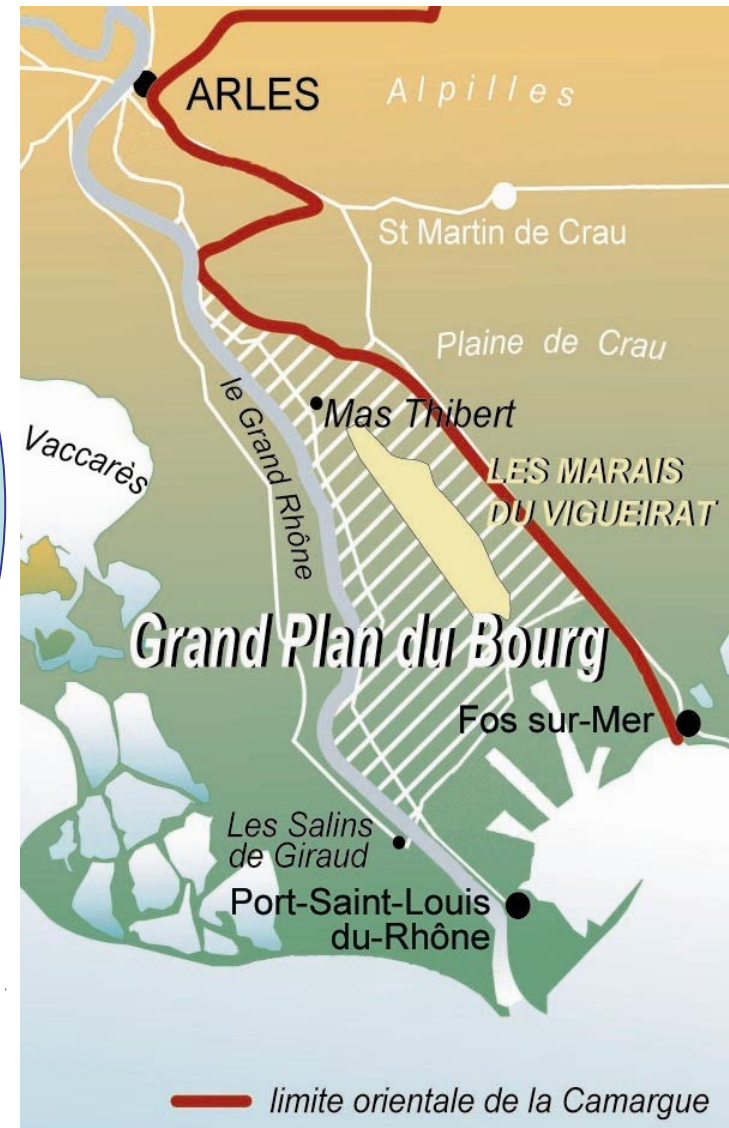 ARLES
Alpilles
St Martin de Crau
Plaine de Crau
le Grand Rhône
Mas Thibert
Vaccarès
LES MARAIS
DU VIGUEIRAT
Grand Plan du Bourg
Fos sur-Mer
Les Salins
de Giraud
Port-Saint-Louis
du-Rhône
limite orientale de la Camargue